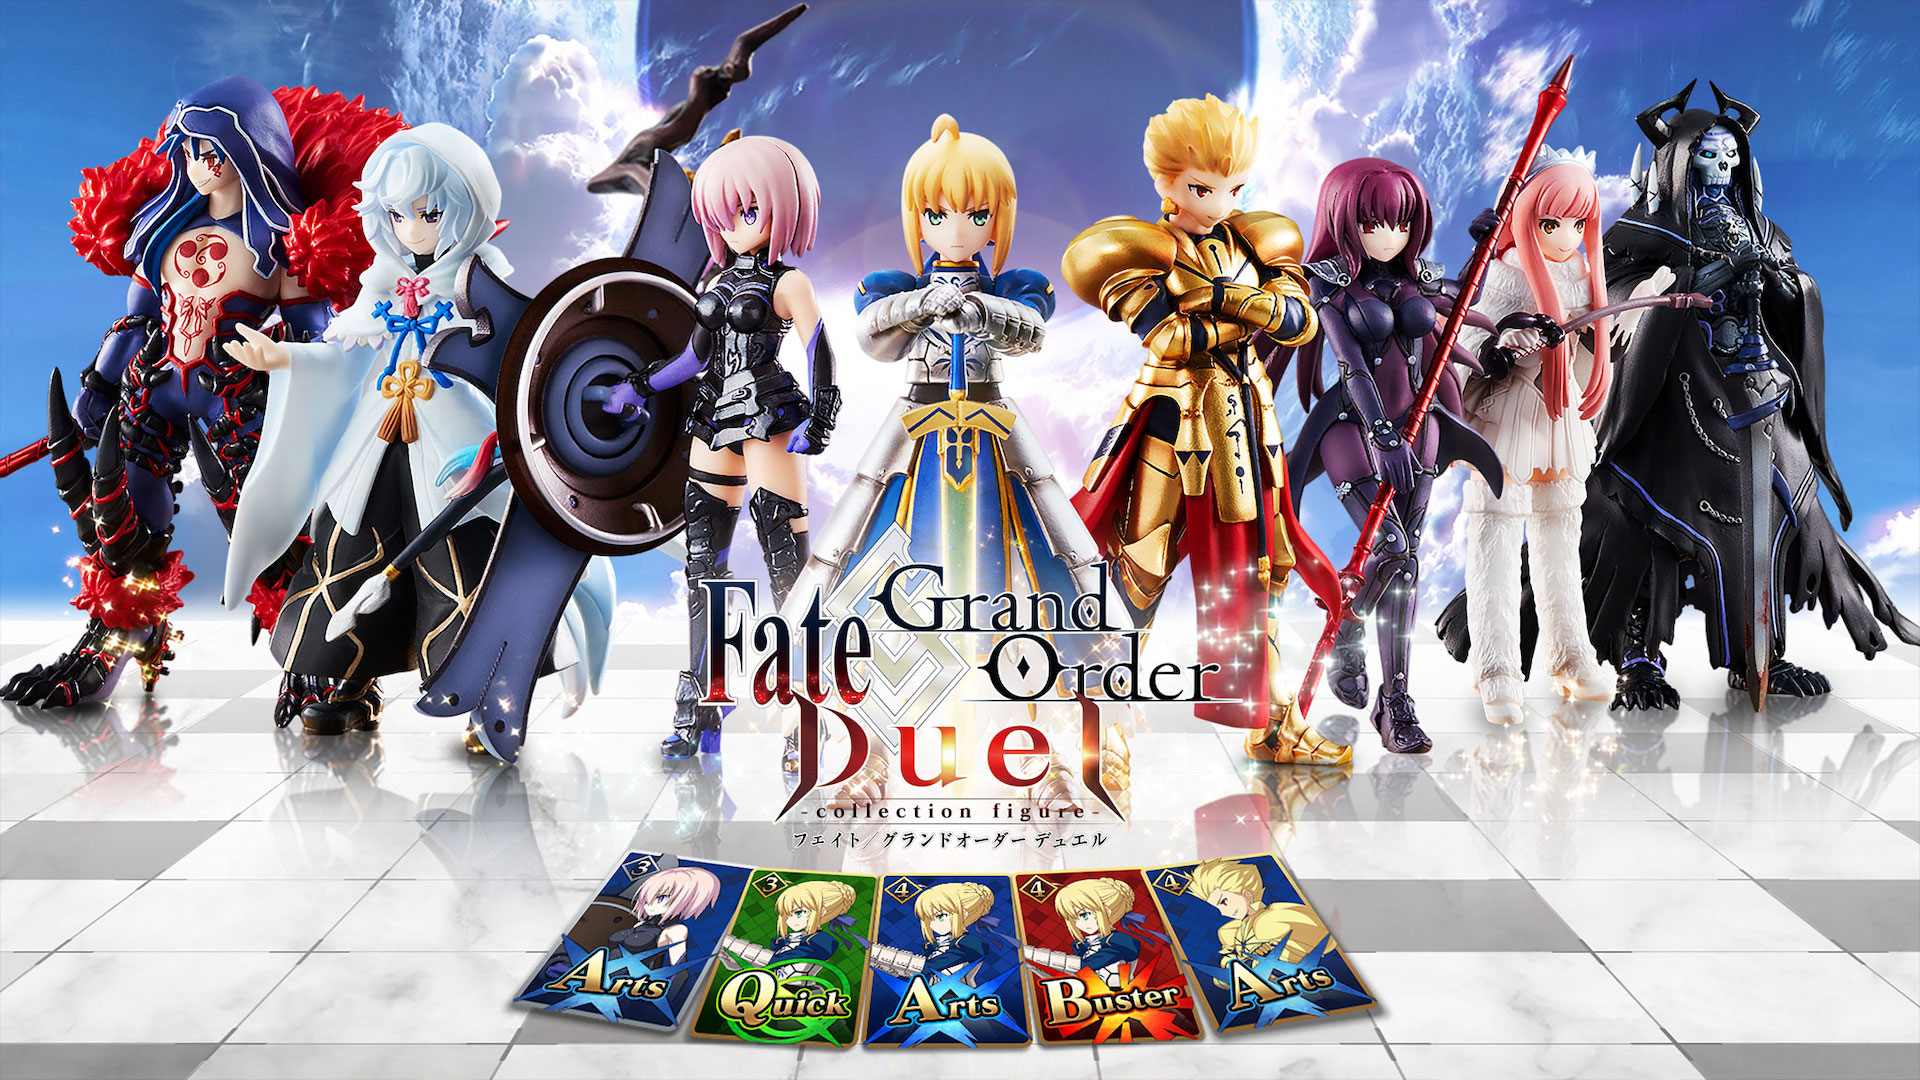 Fate
Grand
Order
Duel
-collection figure-
フェイト／グランドオーダー デュエル
3
Arts
3
Quick
4
Arts
4
Buster
4
Arts